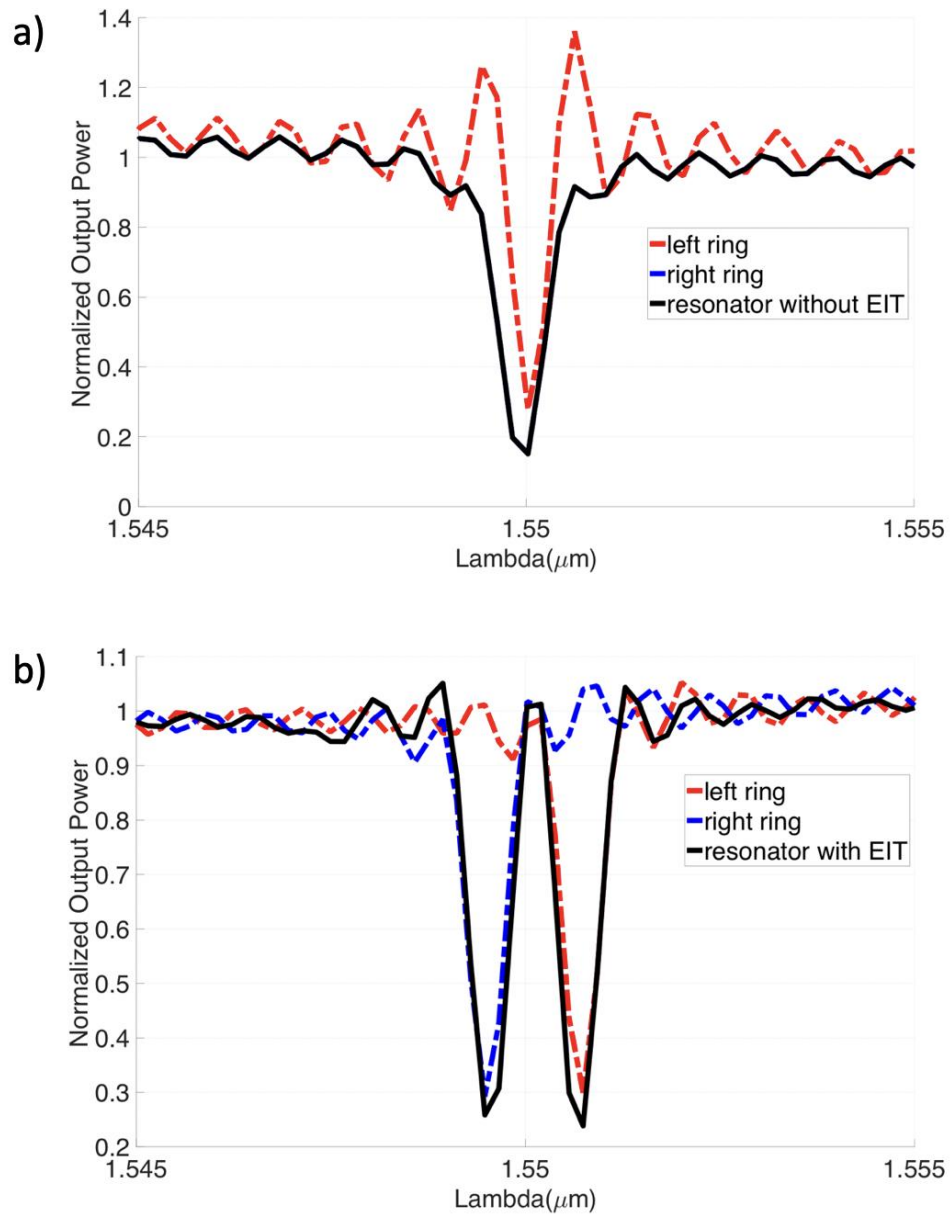 a)
1.4
1.2
1
0.8
0.6
0.4
0.2
0
Normalized Output Power
left ring
right ring
resonator without EIT
1.545
1.55
1.555
Lambda(μm)
b)
1.1
1
0.9
0.8
0.7
0.6
0.5
0.4
0.3
0.2
Normalized Output Power
left ring
right ring
resonator with EIT
1.545
1.55
1.555
Lambda(μm)